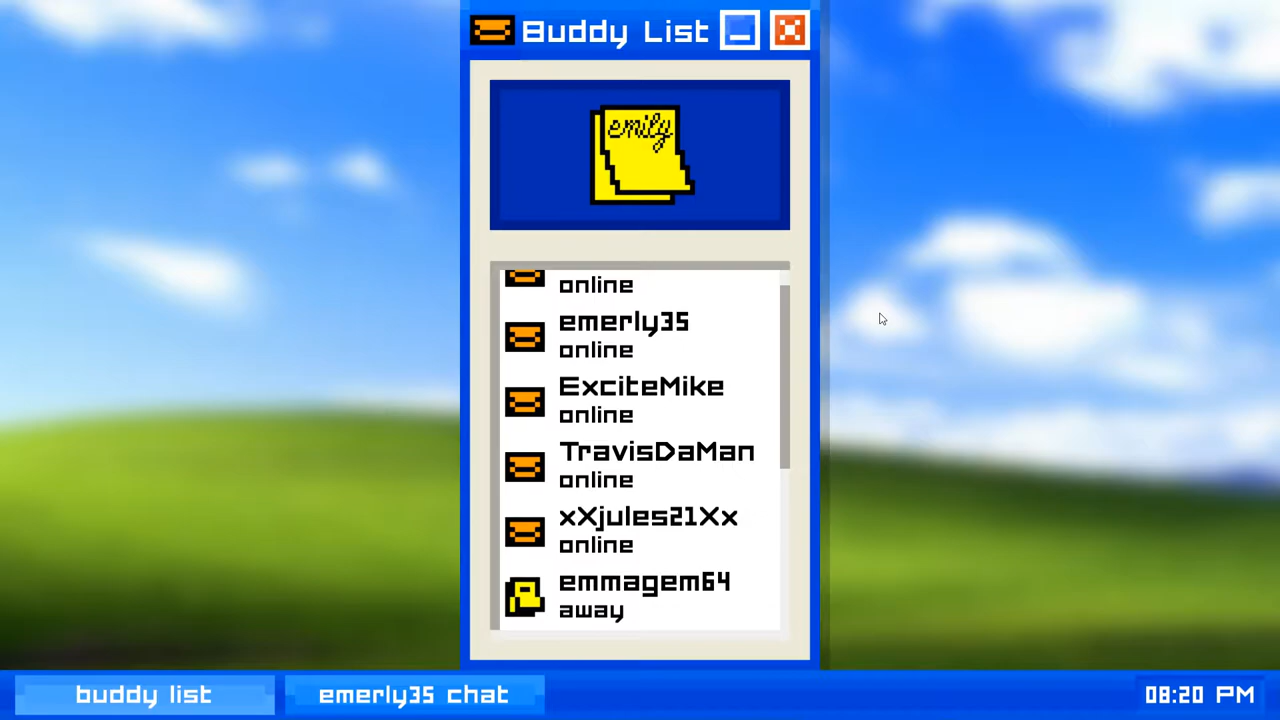 Buddy List
emily
online
emerly35
online
ExciteMike
online
TravisDaMan
online
xXjules21Xx
online
emmagem64
away
buddy list
emerly35 chat
08:20 PM